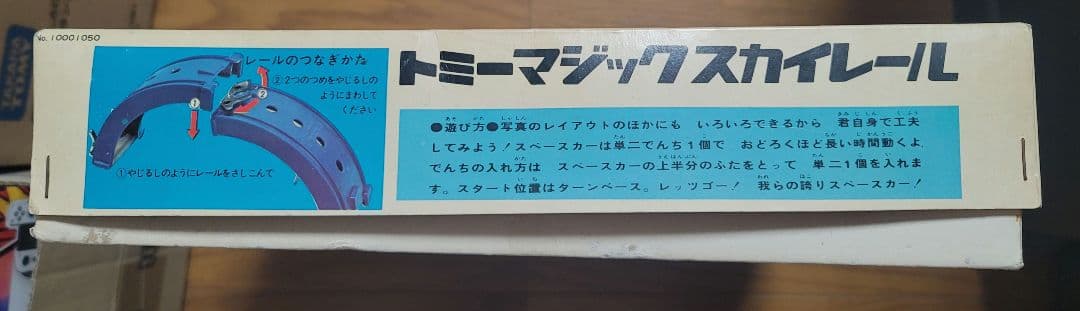 No. 10001050
レールのつなぎかた
②2つのつめをやじるしの
ようにまわして
ください
①
②
①やじるしのようにレールをさしこんで
トミーマジックスカイレール
●遊び方●写真のレイアウトのほかにも いろいろできるから 君自身で工夫
してみよう!スペースカーは単二でんち1個で おどろくほど長い時間動くよ。
でんちの入れ方は スペースカーの上半分のふたをとって 単二1個を入れま
す。スタート位置はターンベース。レッツゴー! 我らの誇りスペースカー!